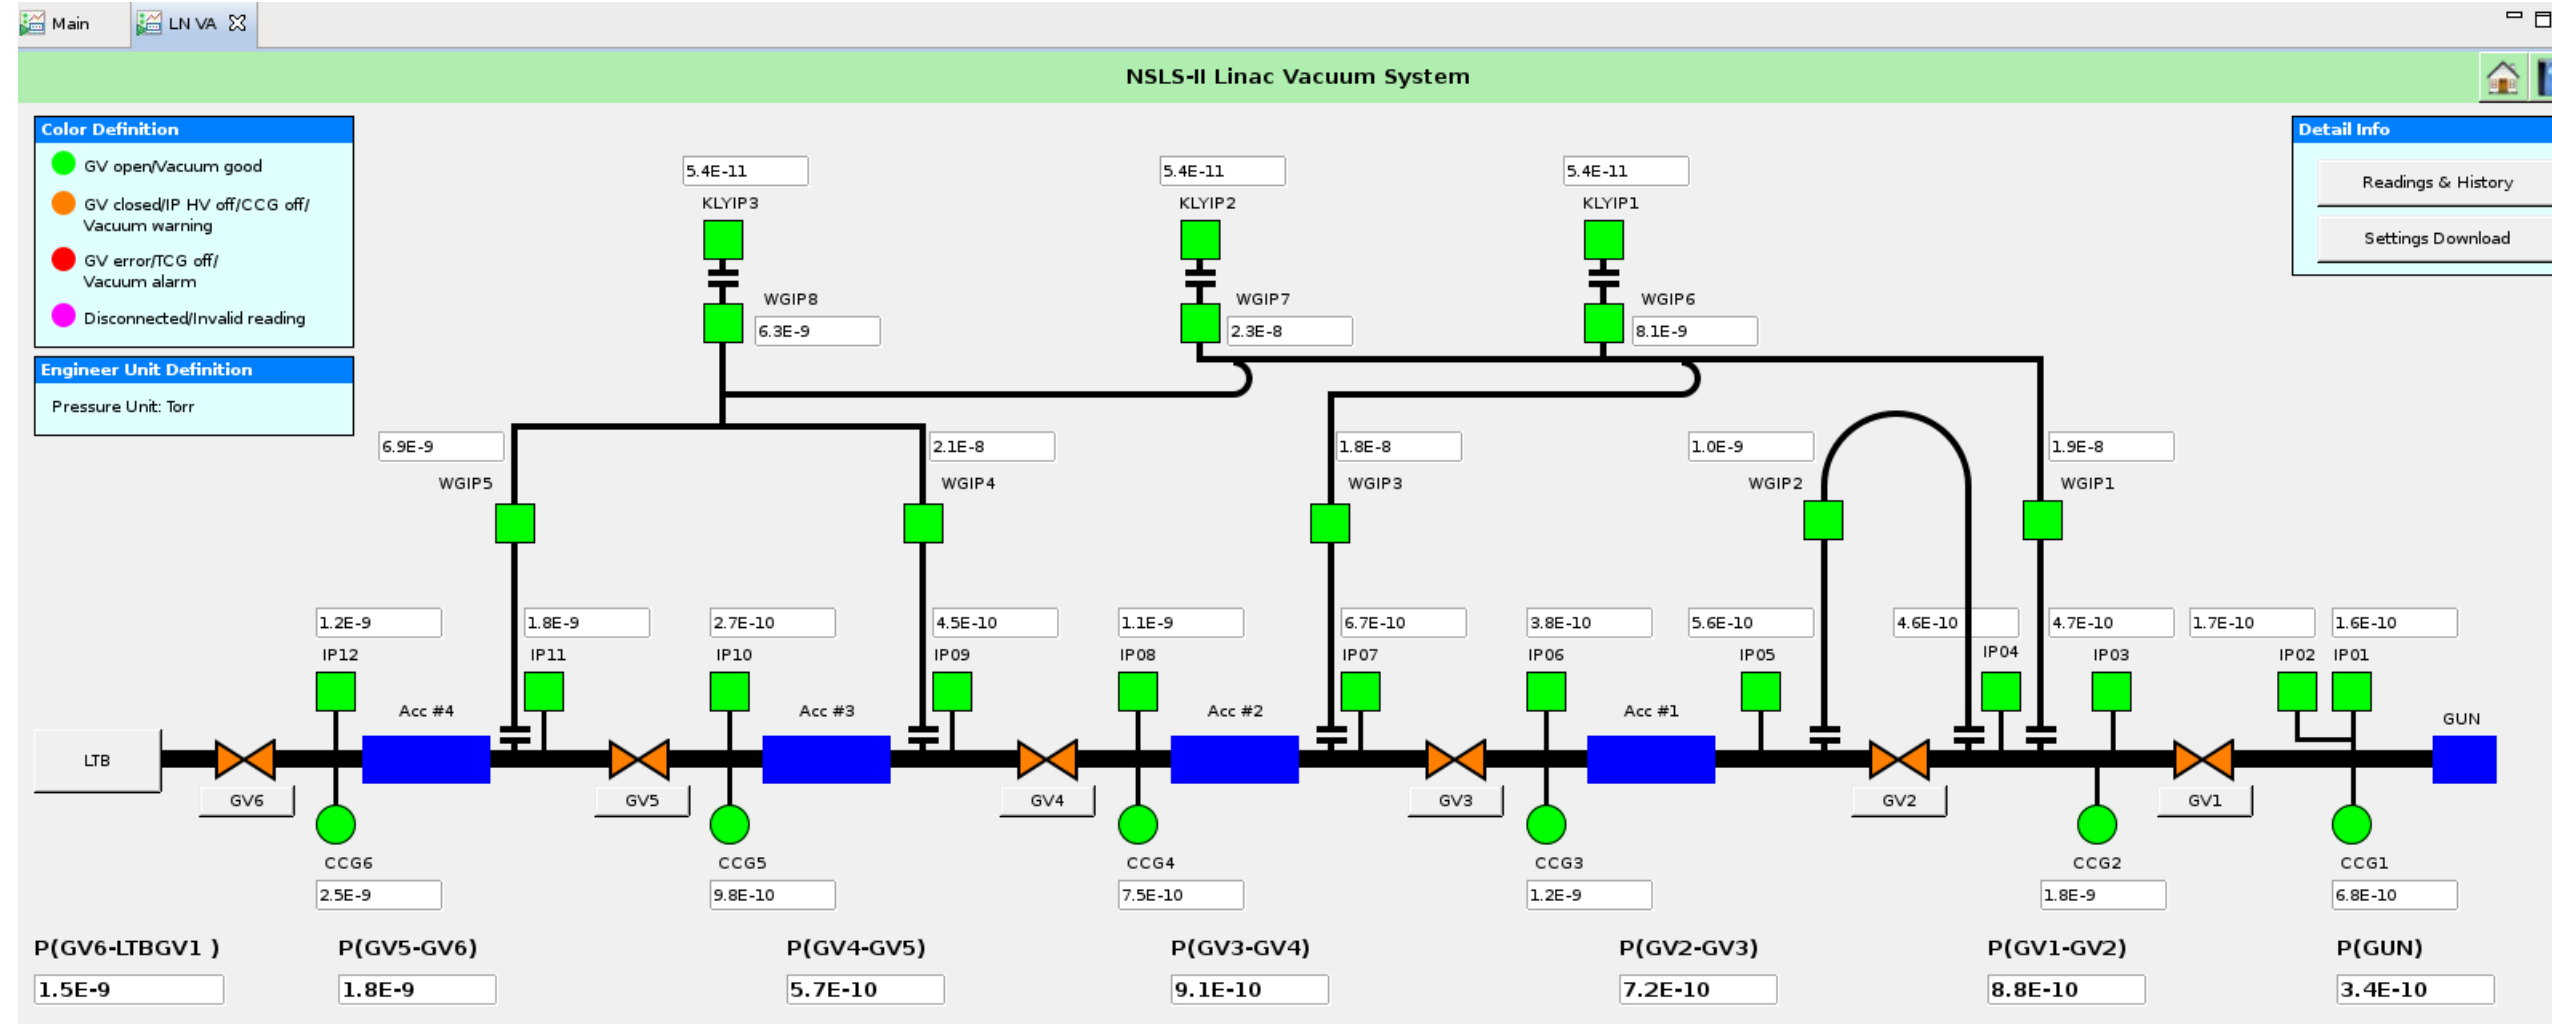 Main
LN VA
NSLS-II Linac Vacuum System
Color Definition
GV open/Vacuum good
GV closed/IP HV off/CCG off/
Vacuum warning
GV error/TCG off/
Vacuum alarm
Disconnected/Invalid reading
Engineer Unit Definition
Pressure Unit: Torr
Detail Info
Readings & History
Settings Download
5.4E-11
KLYIP3
5.4E-11
KLYIP2
5.4E-11
KLYIP1
WGIP8
6.3E-9
WGIP7
2.3E-8
WGIP6
8.1E-9
6.9E-9
WGIP5
2.1E-8
WGIP4
1.8E-8
WGIP3
1.0E-9
WGIP2
1.9E-8
WGIP1
1.2E-9
IP12
1.8E-9
IP11
2.7E-10
IP10
4.5E-10
IP09
1.1E-9
IP08
6.7E-10
IP07
3.8E-10
IP06
5.6E-10
IP05
4.6E-10
IP04
4.7E-10
IP03
1.7E-10
IP02
1.6E-10
IP01
Acc #4
Acc #3
Acc #2
Acc #1
GUN
LTB
GV6
GV5
GV4
GV3
GV2
GV1
CCG6
2.5E-9
CCG5
9.8E-10
CCG4
7.5E-10
CCG3
1.2E-9
CCG2
1.8E-9
CCG1
6.8E-10
P(GV6-LTBGV1 )
1.5E-9
P(GV5-GV6)
1.8E-9
P(GV4-GV5)
5.7E-10
P(GV3-GV4)
9.1E-10
P(GV2-GV3)
7.2E-10
P(GV1-GV2)
8.8E-10
P(GUN)
3.4E-10